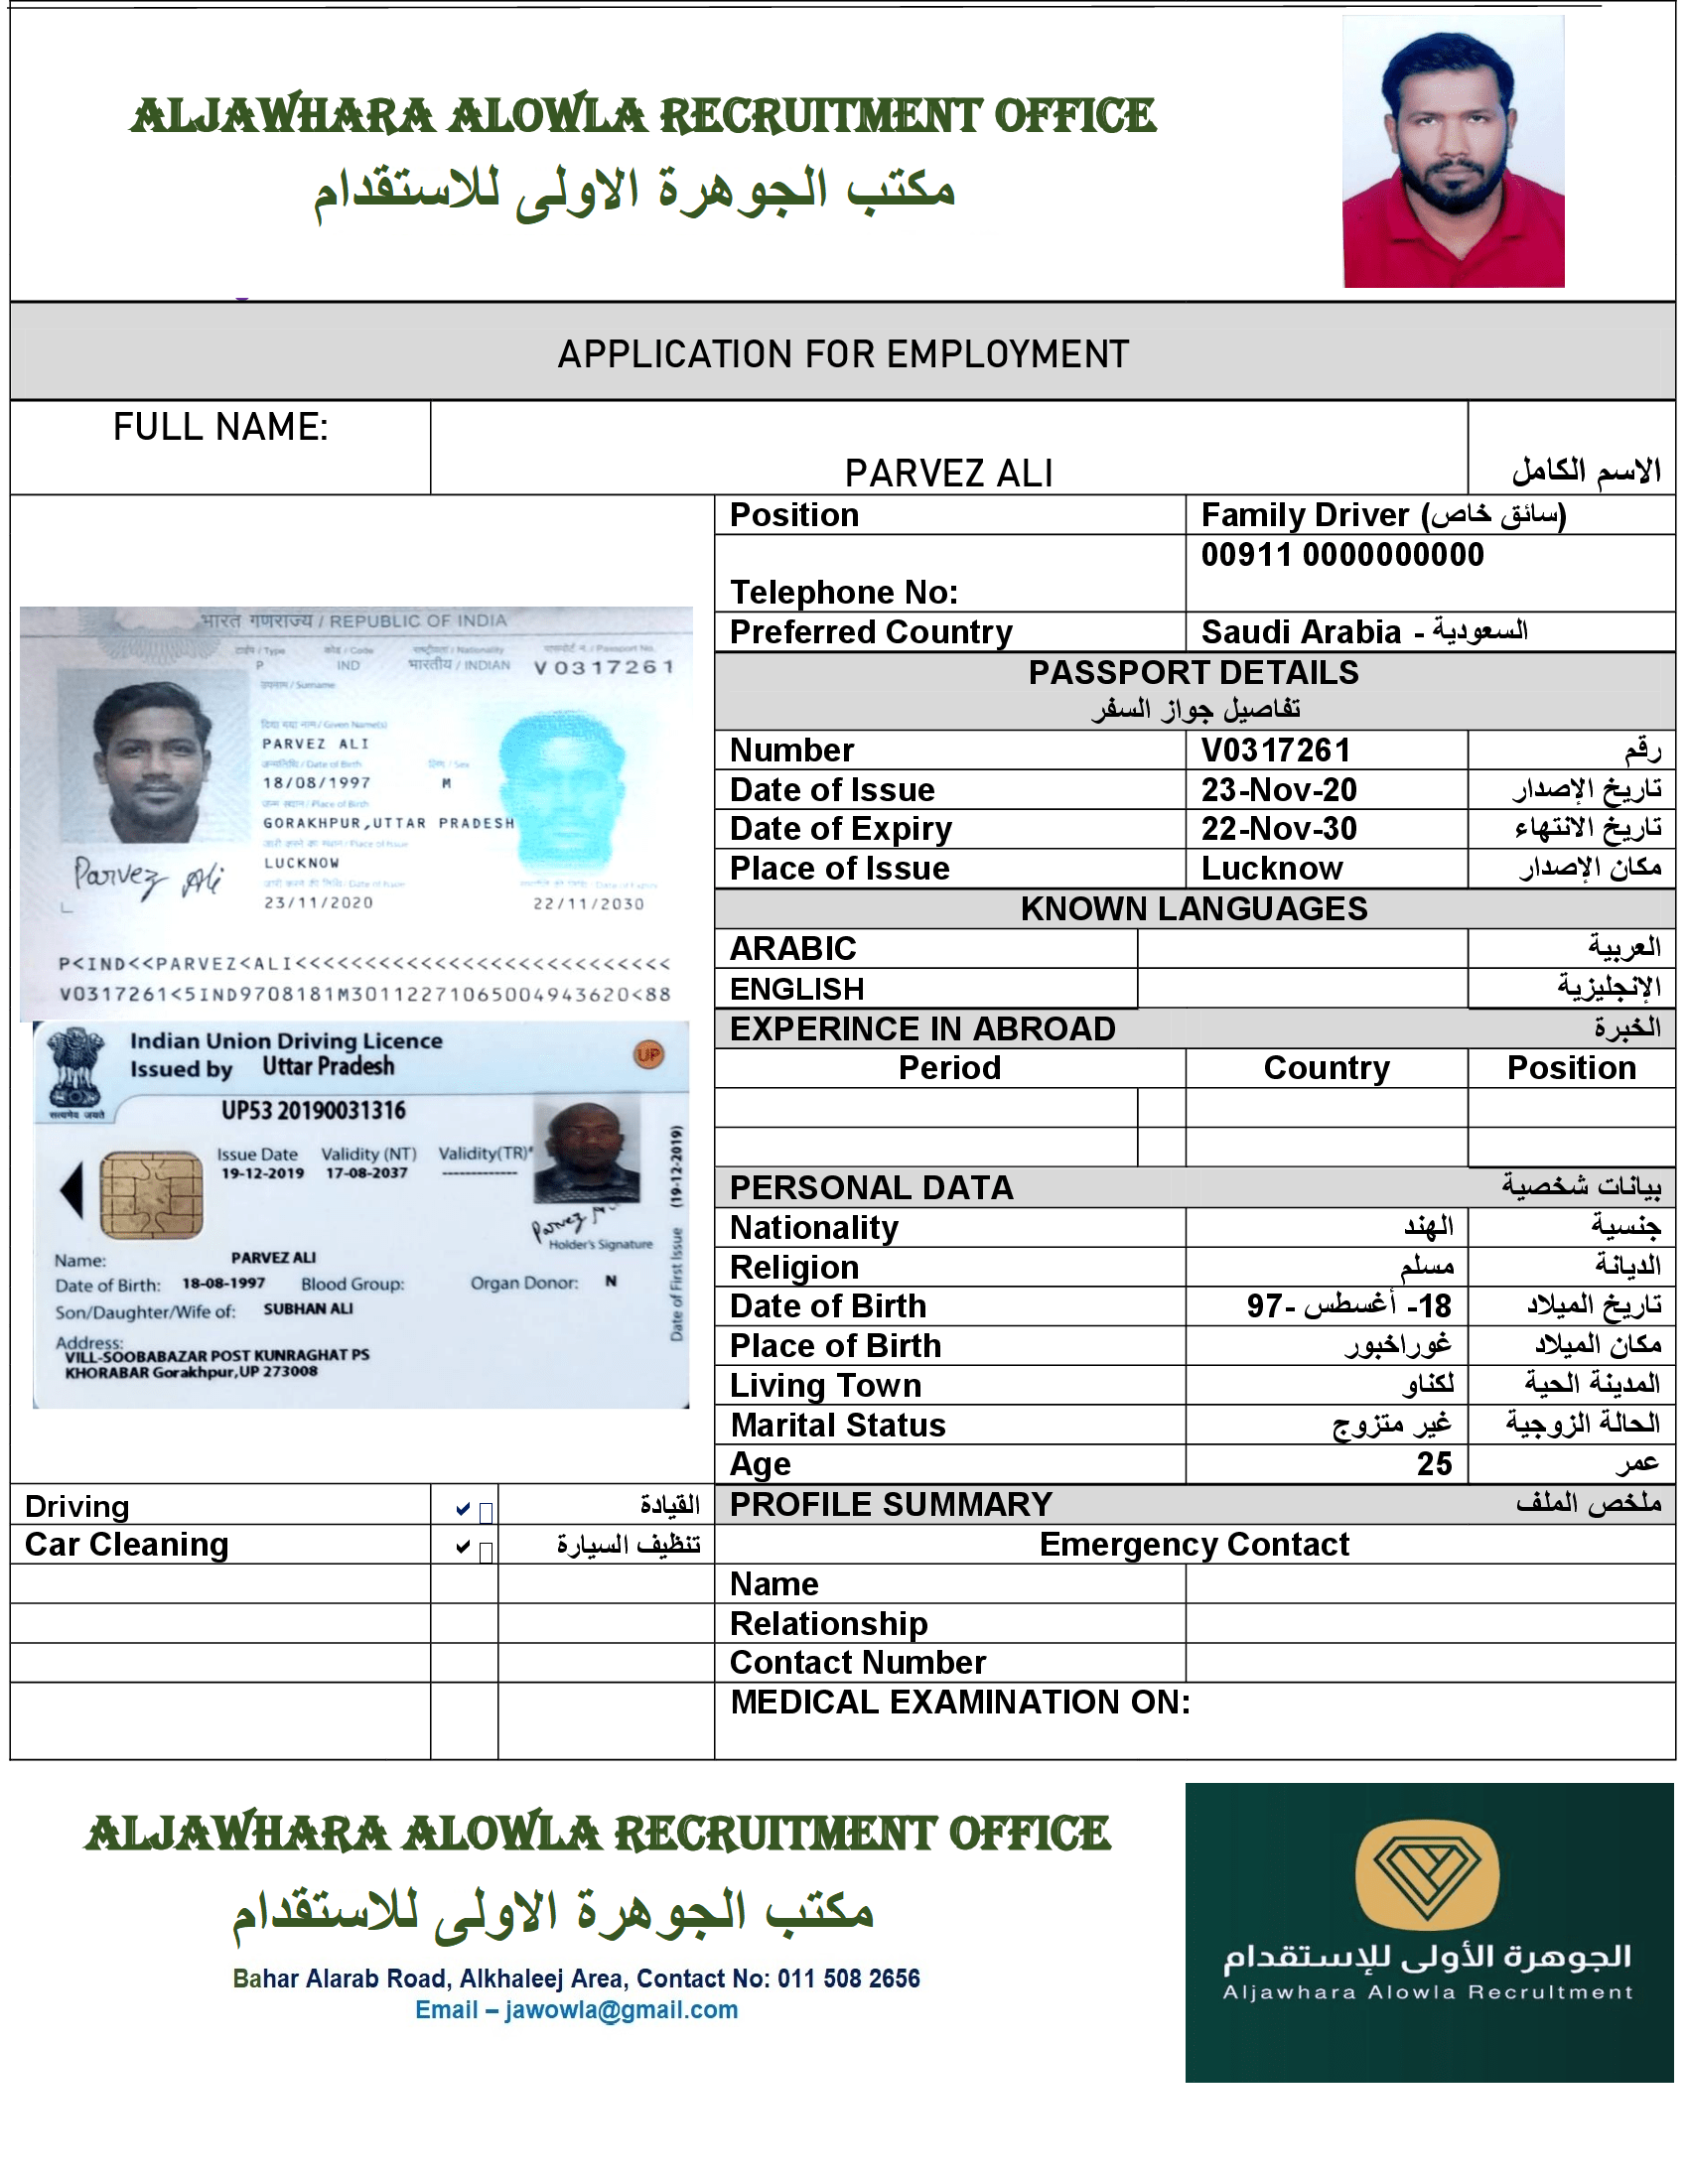 ALJAWHARA ALOWLA RECRUITMENT OFFICE
مكتب الجوهرة الاولى للاستقدام
APPLICATION FOR EMPLOYMENT
FULL NAME:
PARVEZ ALI
الاسم الكامل
Position
Family Driver (سائق خاص)
Telephone No:
00911 0000000000
Preferred Country
Saudi Arabia - السعودية
PASSPORT DETAILS
تفاصيل جواز السفر
Number V0317261 رقم
Date of Issue 23-Nov-20 تاريخ الإصدار
Date of Expiry 22-Nov-30 تاريخ الانتهاء
Place of Issue Lucknow مكان الإصدار
KNOWN LANGUAGES
ARABIC العربية
ENGLISH الإنجليزية
EXPERINCE IN ABROAD الخبرة
Period Country Position
PERSONAL DATA بيانات شخصية
Nationality الهند جنسية
Religion مسلم الديانة
Date of Birth 18- أغسطس -97 تاريخ الميلاد
Place of Birth غوراخبور مكان الميلاد
Living Town لكناو المدينة الحية
Marital Status غير متزوج الحالة الزوجية
Age 25 عمر
PROFILE SUMMARY ملخص الملف
Emergency Contact
Name
Relationship
Contact Number
MEDICAL EXAMINATION ON:
भारत गणराज्य / REPUBLIC OF INDIA
टाईप / Type कोड / Code राष्ट्रीयता / Nationality पासपोर्ट नं. / Passport No.
P IND भारतीय / INDIAN V0317261
उपनाम / Surname
दिया गया नाम / Given Name(s)
PARVEZ ALI
जन्मतिथि / Date of Birth लिंग / Sex
18/08/1997 M
जन्म स्थान / Place of Birth
GORAKHPUR,UTTAR PRADESH
जारी करने का स्थान / Place of Issue
LUCKNOW
जारी करने की तिथि / Date of Issue Date of Expiry
23/11/2020 22/11/2030
Parvez Ali
P<IND<<PARVEZ<ALI<<<<<<<<<<<<<<<<<<<<<<<<<<<
V0317261<5IND9708181M30112271065004943620<88
Indian Union Driving Licence
Issued by Uttar Pradesh
UP
सत्यमेव जयते
UP53 20190031316
Issue Date Validity (NT) Validity(TR)*
19-12-2019 17-08-2037 -------------
Parvez
Holder's Signature
Date of First Issue (19-12-2019)
Name: PARVEZ ALI
Date of Birth: 18-08-1997 Blood Group: Organ Donor: N
Son/Daughter/Wife of: SUBHAN ALI
Address:
VILL-SOOBABAZAR POST KUNRAGHAT PS
KHORABAR Gorakhpur,UP 273008
Driving القيادة
Car Cleaning تنظيف السيارة
ALJAWHARA ALOWLA RECRUITMENT OFFICE
مكتب الجوهرة الاولى للاستقدام
Bahar Alarab Road, Alkhaleej Area, Contact No: 011 508 2656
Email – jawowla@gmail.com
الجوهرة الأولى للإستقدام
Aljawhara Alowla Recrultment